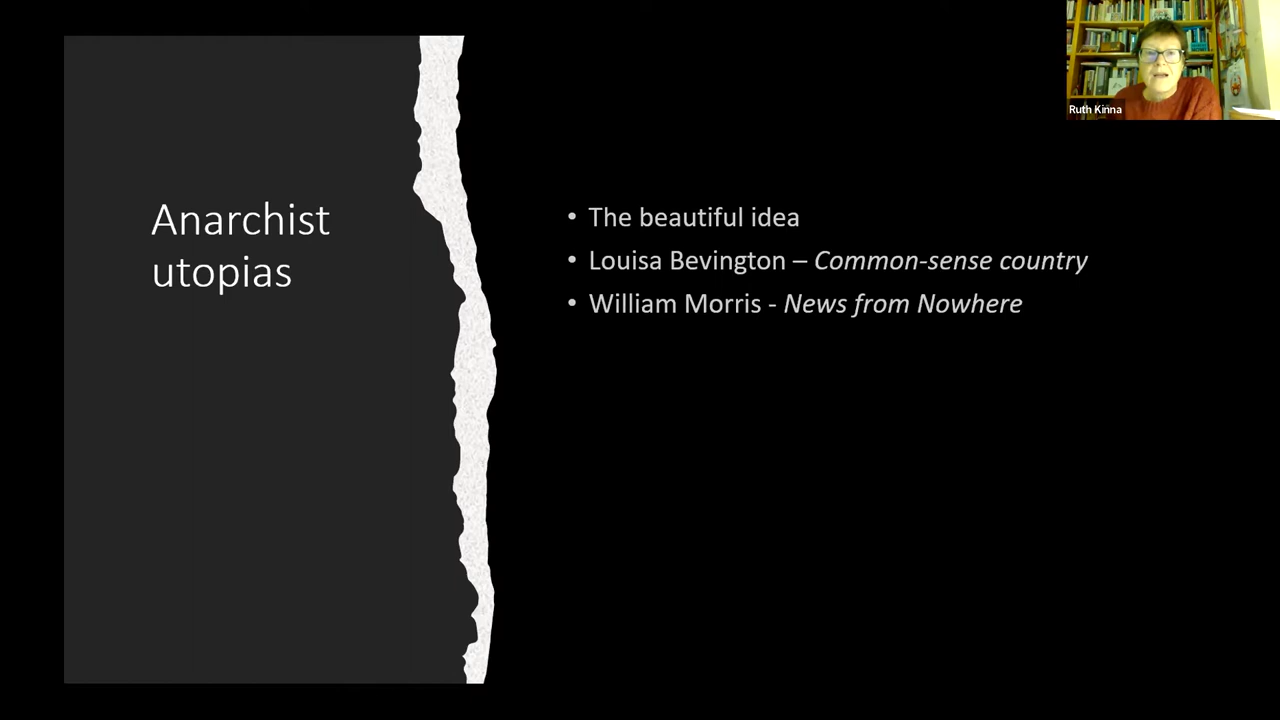 Ruth Kinna
Anarchist
utopias
• The beautiful idea
• Louisa Bevington – Common-sense country
• William Morris - News from Nowhere